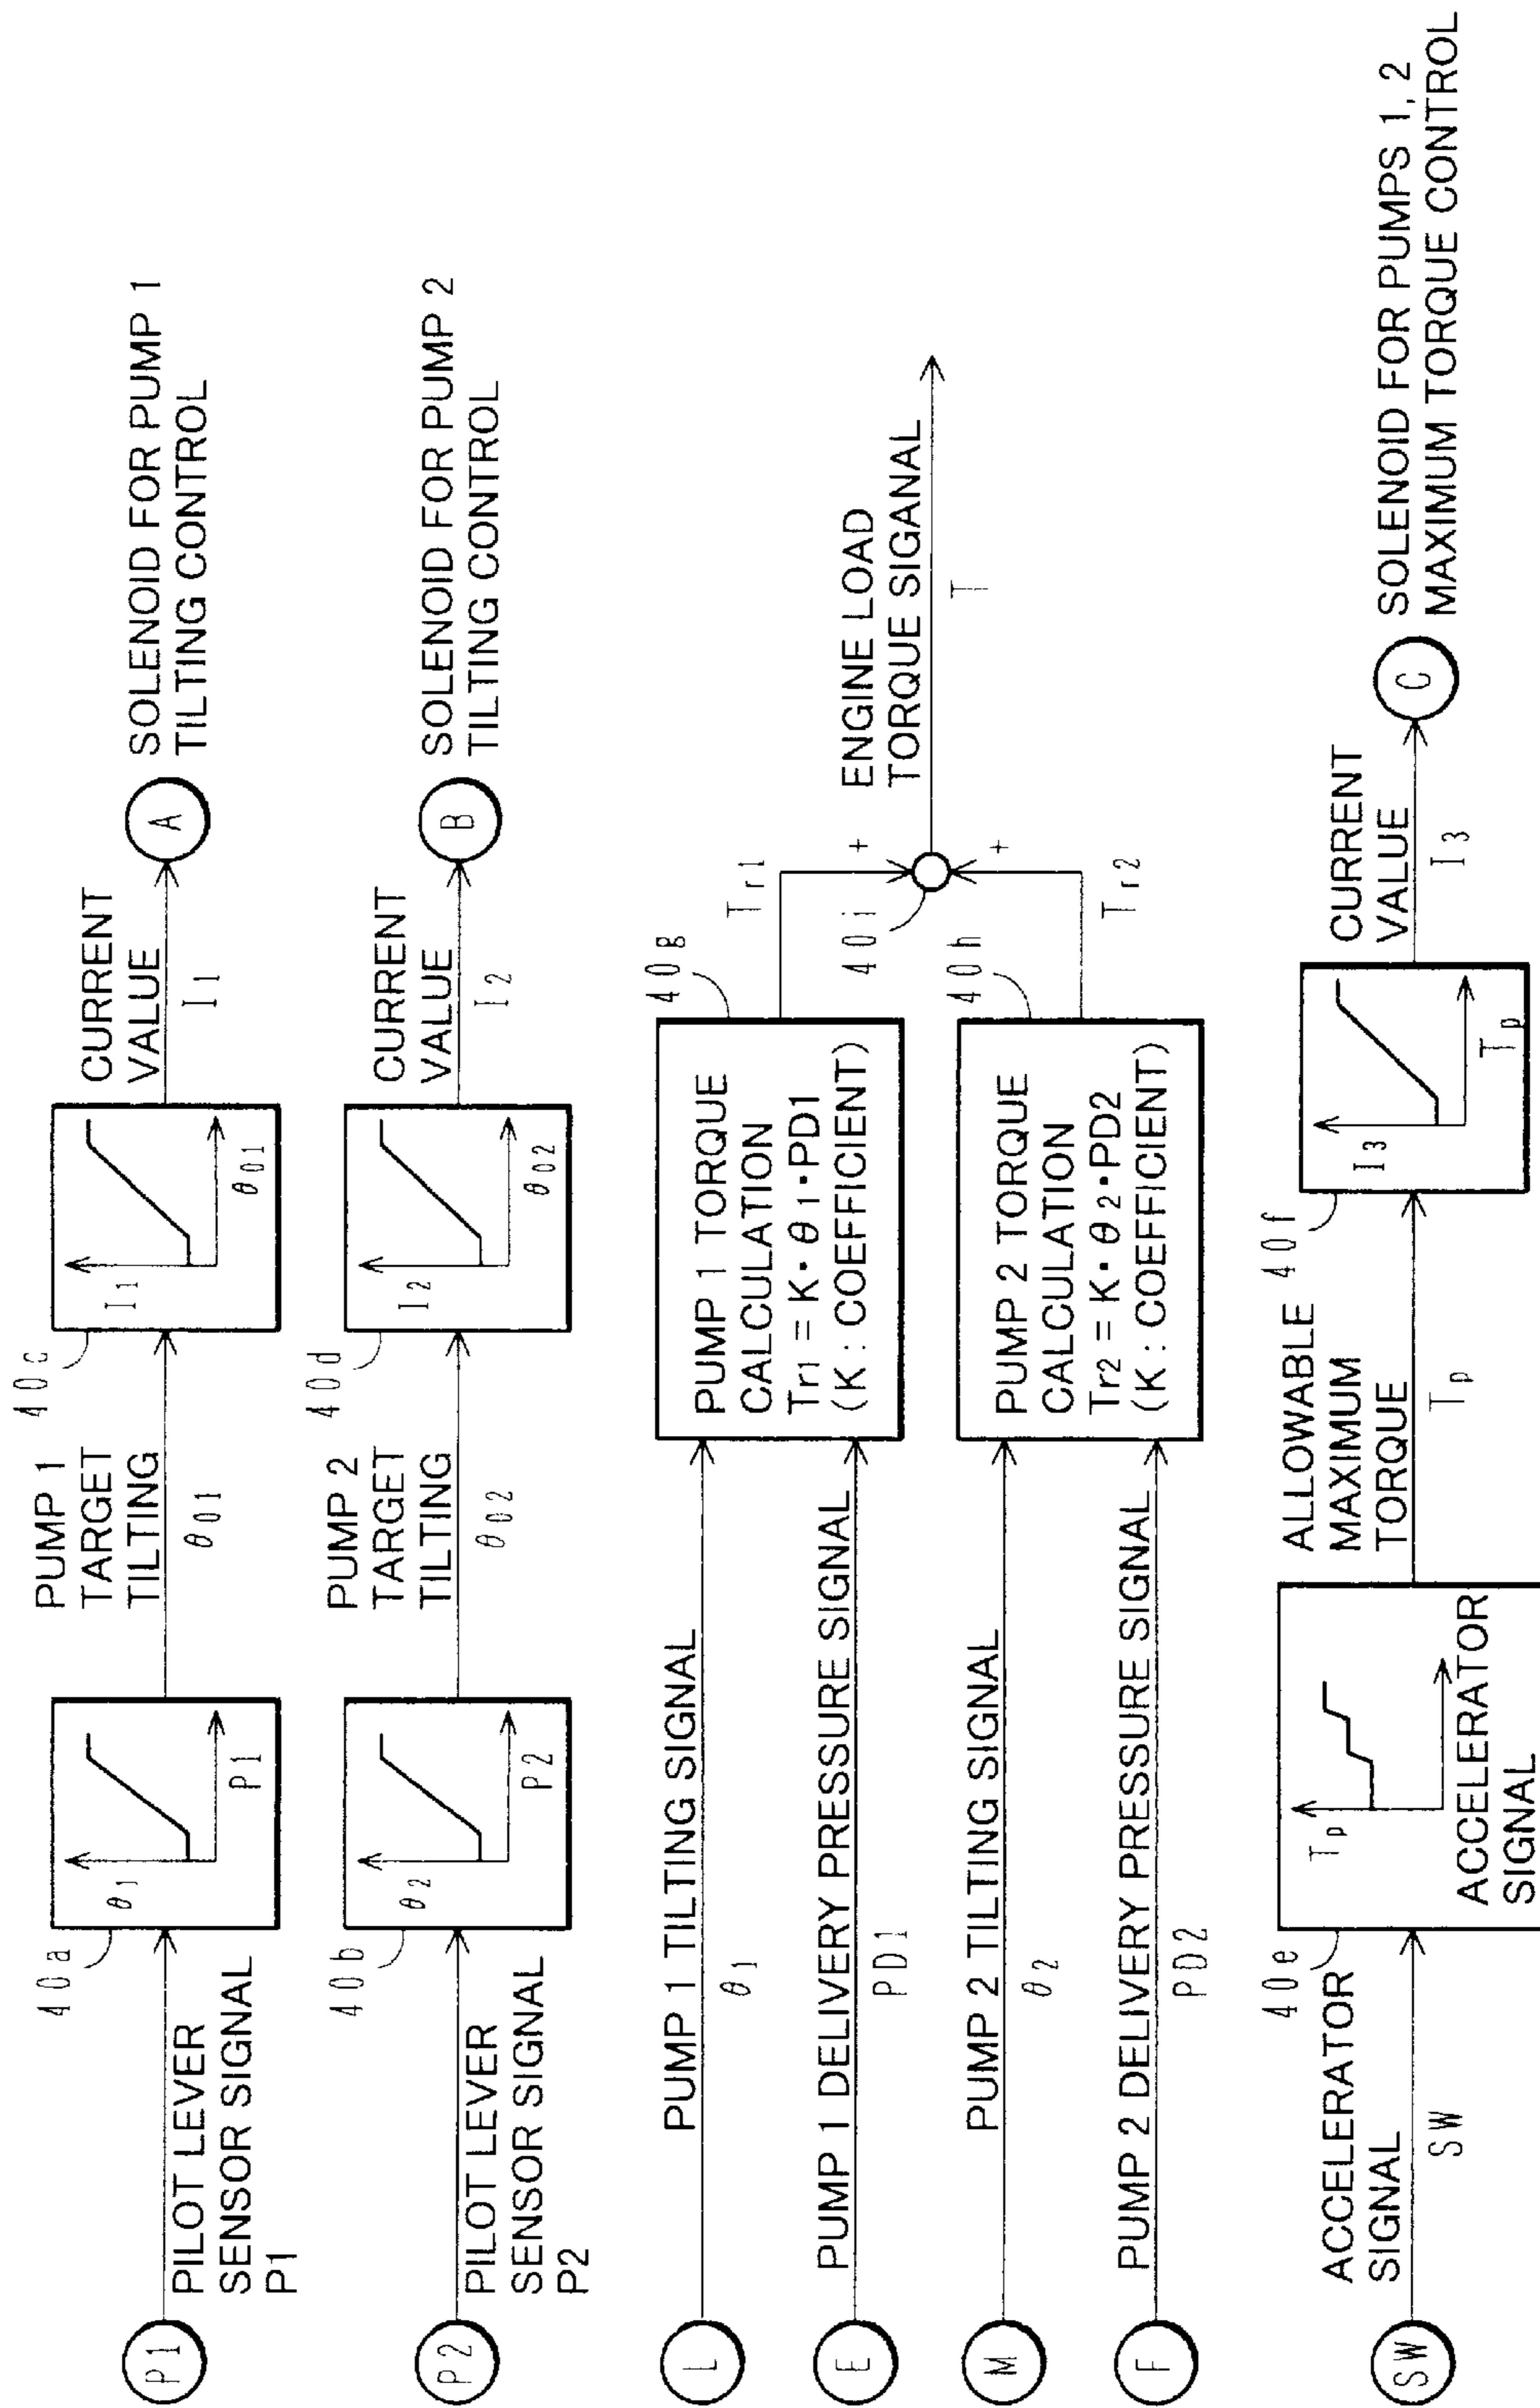 P1
PILOT LEVER
SENSOR SIGNAL
P1
40a
θ1
P1
PUMP 1
TARGET
TILTING
θ01
40c
I1
θ01
CURRENT
VALUE
I1
A
SOLENOID FOR PUMP 1
TILTING CONTROL
P2
PILOT LEVER
SENSOR SIGNAL
P2
40b
θ2
P2
PUMP 2
TARGET
TILTING
θ02
40d
I2
θ02
CURRENT
VALUE
I2
B
SOLENOID FOR PUMP 2
TILTING CONTROL
L
PUMP 1 TILTING SIGNAL
θ1
E
PUMP 1 DELIVERY PRESSURE SIGNAL
PD1
40g
PUMP 1 TORQUE
CALCULATION
Tr1 = K・θ1・PD1
(K : COEFFICIENT)
Tr1
+
M
PUMP 2 TILTING SIGNAL
θ2
F
PUMP 2 DELIVERY PRESSURE SIGNAL
PD2
40h
PUMP 2 TORQUE
CALCULATION
Tr2 = K・θ2・PD2
(K : COEFFICIENT)
Tr2
+
40i
ENGINE LOAD
TORQUE SIGANAL
T
SW
ACCELERATOR
SIGNAL
SW
40e
Tp
ACCELERATOR
SIGNAL
ALLOWABLE
MAXIMUM
TORQUE
Tp
40f
I3
Tp
CURRENT
VALUE
I3
C
SOLENOID FOR PUMPS 1, 2
MAXIMUM TORQUE CONTROL